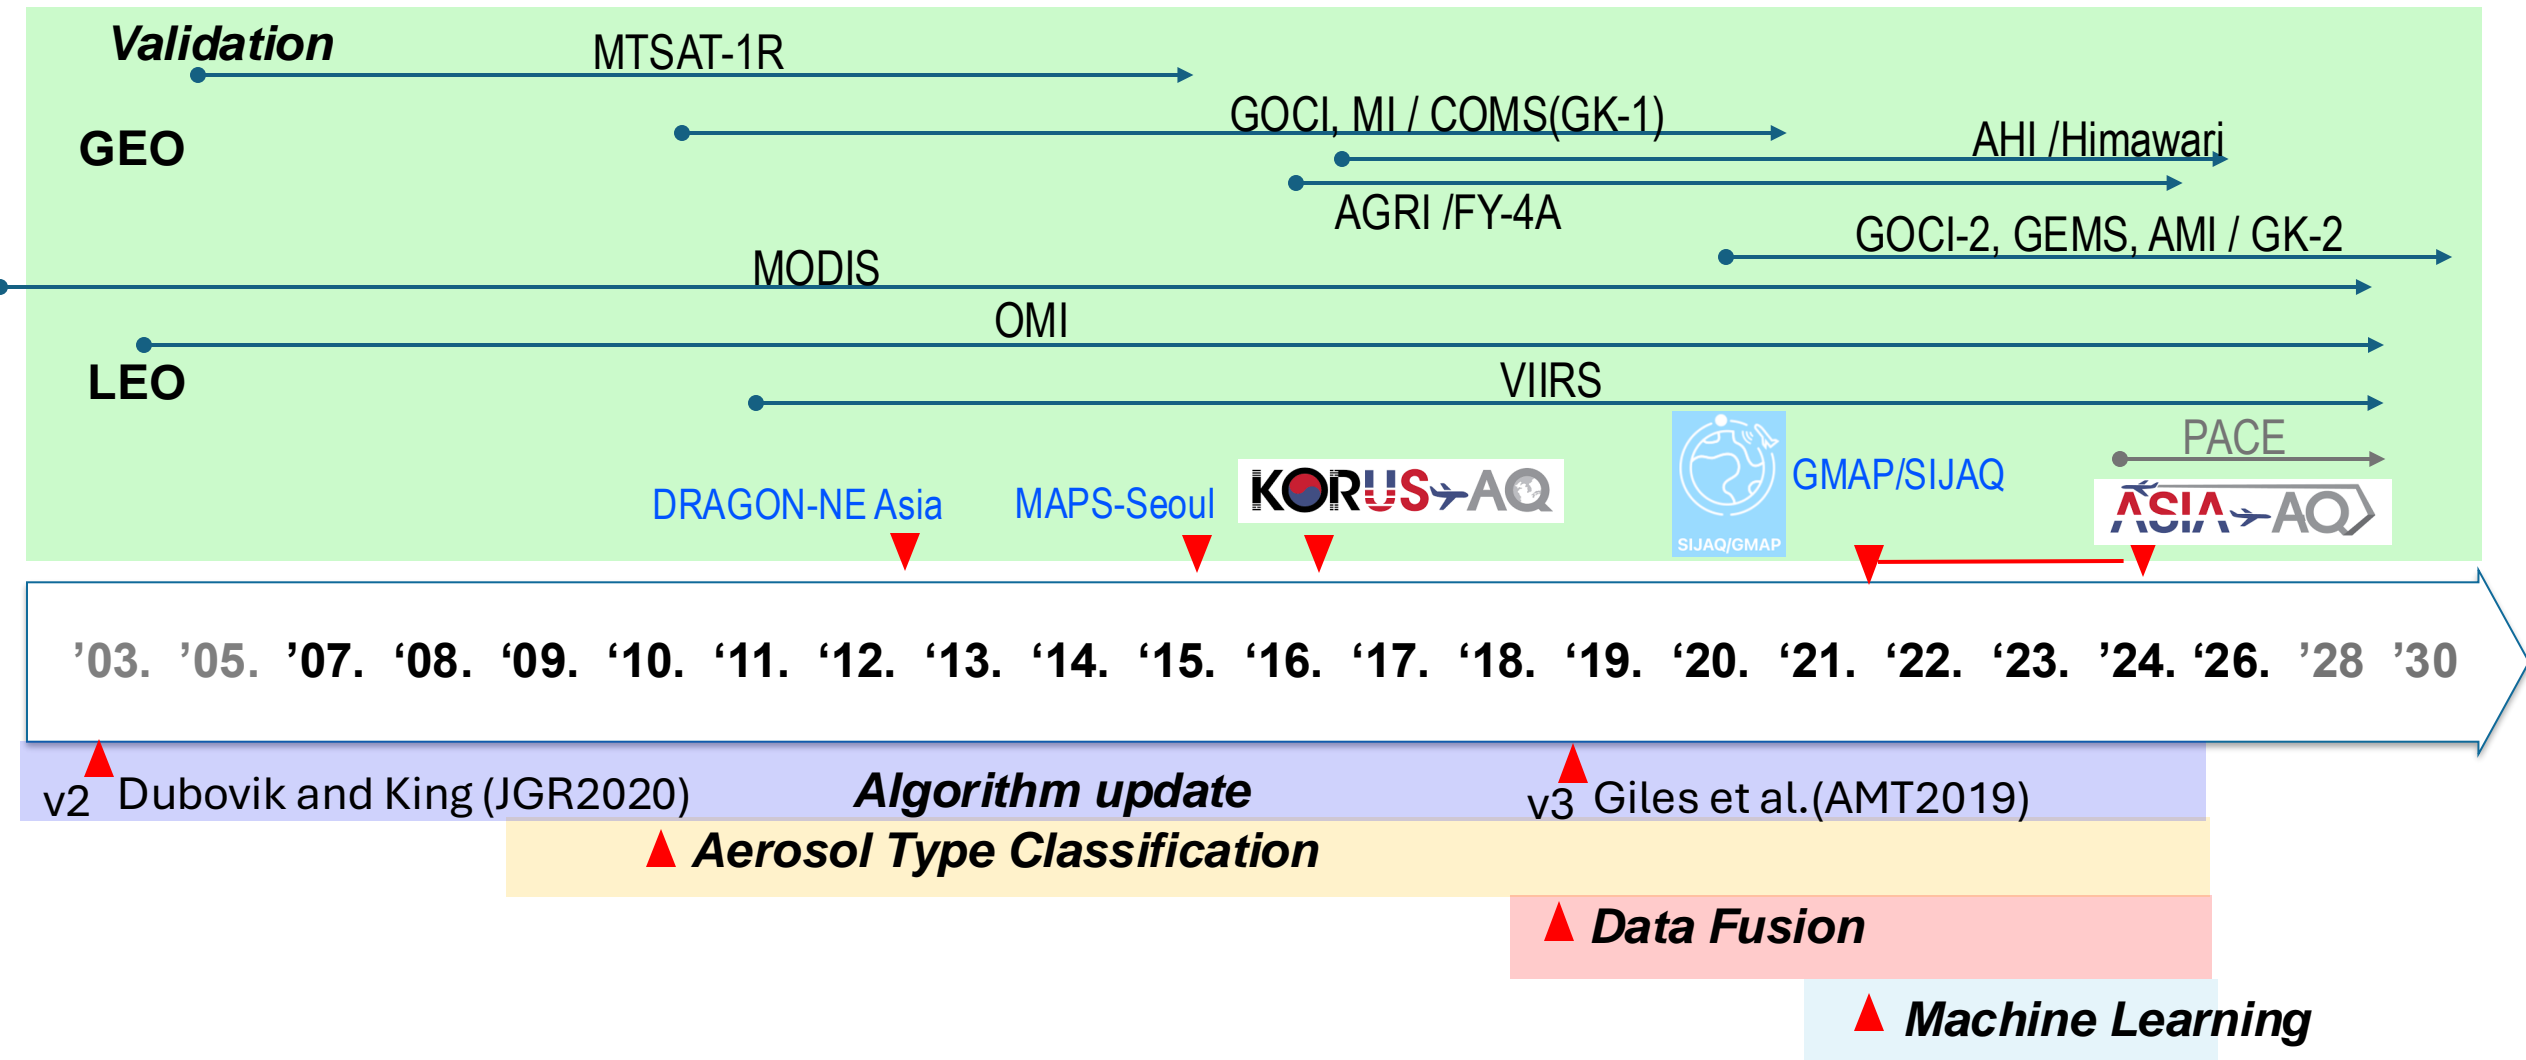 Validation
MTSAT-1R
GOCI, MI / COMS(GK-1)
GEO
AHI /Himawari
AGRI /FY-4A
GOCI-2, GEMS, AMI / GK-2
MODIS
OMI
LEO
VIIRS
PACE
DRAGON-NE Asia
MAPS-Seoul
KORUS-AQ
SIJAQ/GMAP
GMAP/SIJAQ
ASIA-AQ
’03. ’05. ’07. ‘08. ‘09. ‘10. ‘11. ‘12. ‘13. ‘14. ‘15. ‘16. ‘17. ‘18. ‘19. ‘20. ‘21. ‘22. ‘23. ’24. ‘26. ’28 ’30
v2 Dubovik and King (JGR2020)
Algorithm update
v3 Giles et al.(AMT2019)
Aerosol Type Classification
Data Fusion
Machine Learning